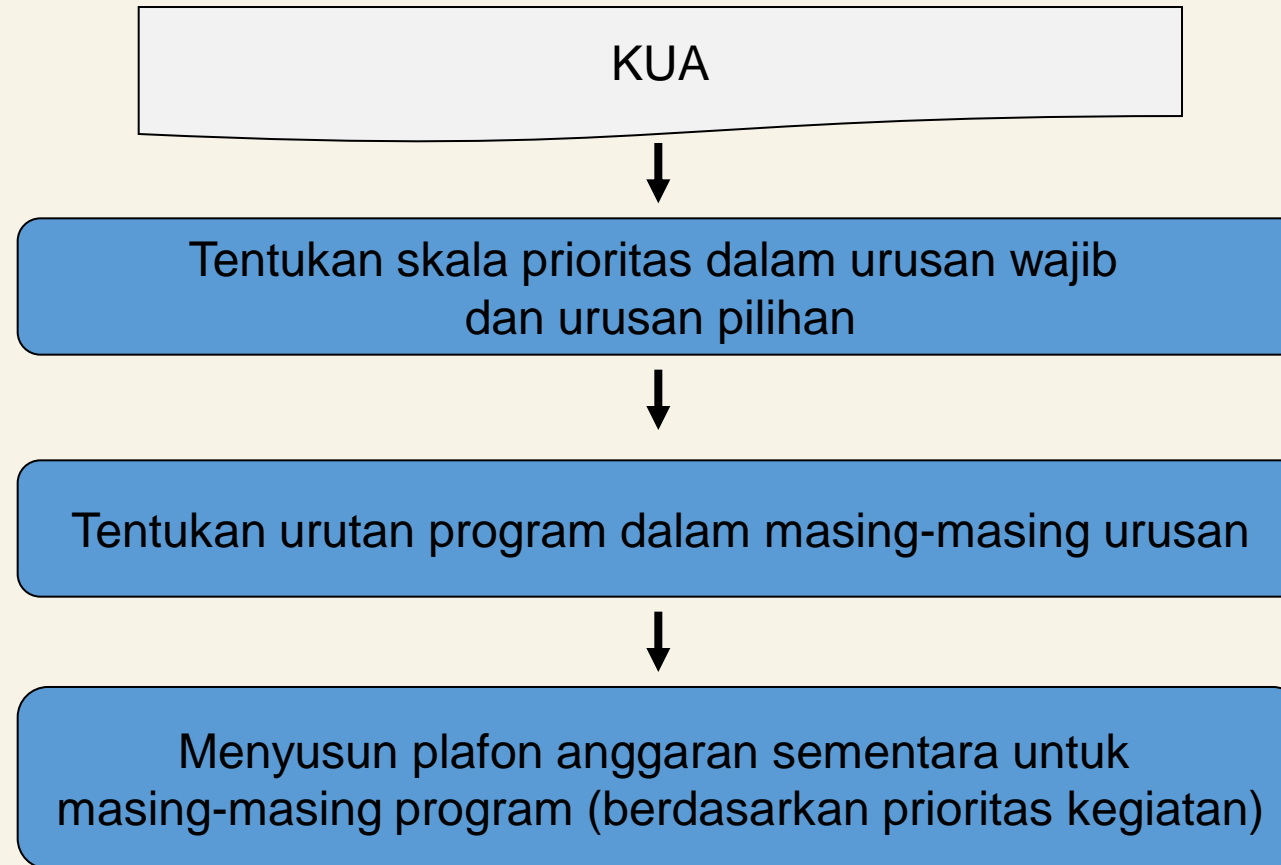 KUA
Tentukan skala prioritas dalam urusan wajib
dan urusan pilihan
Tentukan urutan program dalam masing-masing urusan
Menyusun plafon anggaran sementara untuk
masing-masing program (berdasarkan prioritas kegiatan)